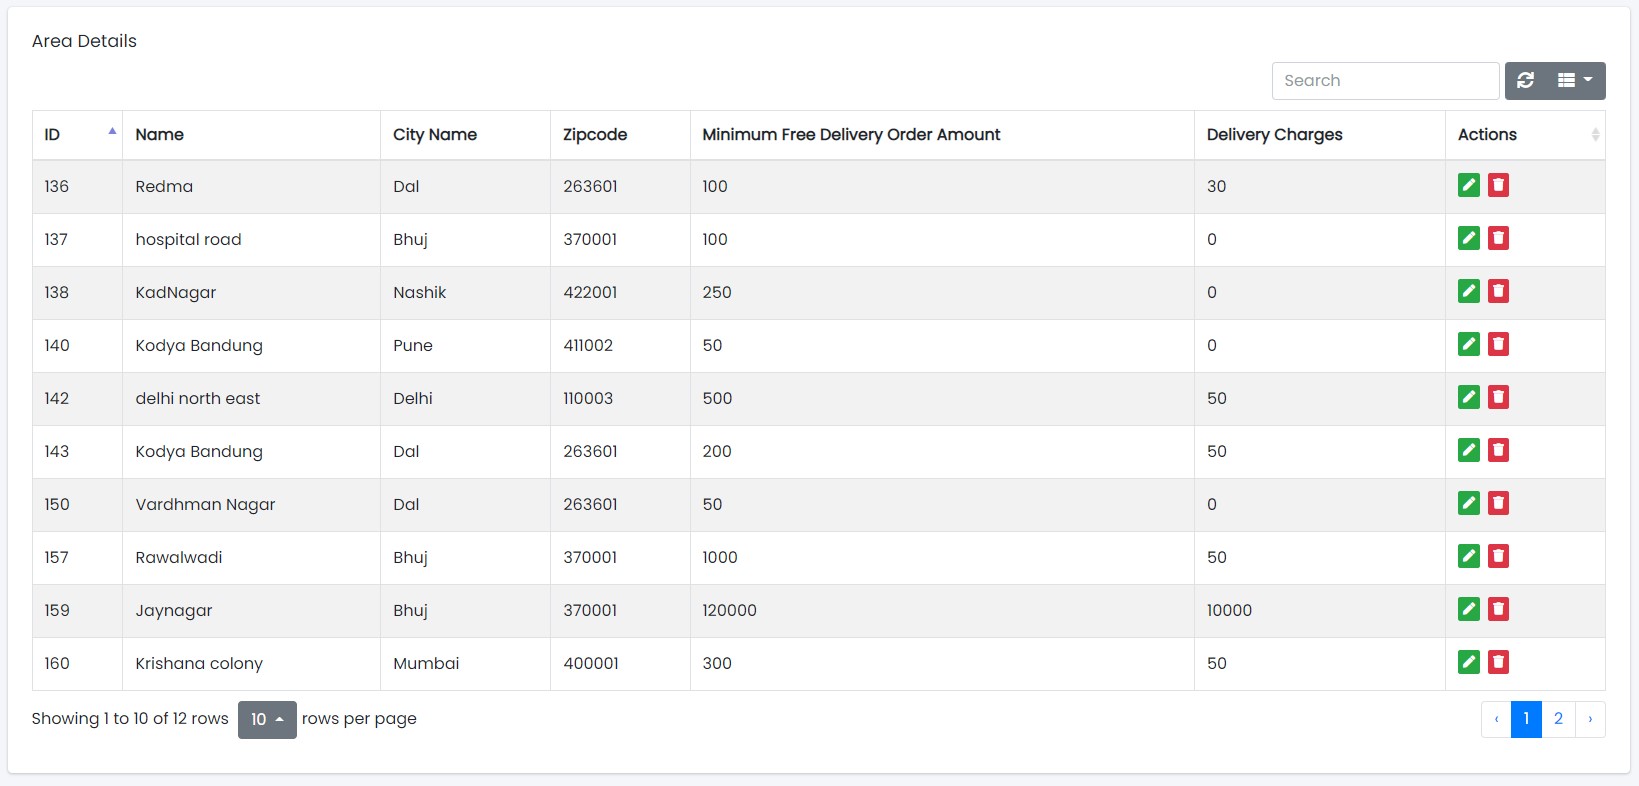 Area Details
Search
ID Name City Name Zipcode Minimum Free Delivery Order Amount Delivery Charges Actions
136 Redma Dal 263601 100 30
137 hospital road Bhuj 370001 100 0
138 KadNagar Nashik 422001 250 0
140 Kodya Bandung Pune 411002 50 0
142 delhi north east Delhi 110003 500 50
143 Kodya Bandung Dal 263601 200 50
150 Vardhman Nagar Dal 263601 50 0
157 Rawalwadi Bhuj 370001 1000 50
159 Jaynagar Bhuj 370001 120000 10000
160 Krishana colony Mumbai 400001 300 50
Showing 1 to 10 of 12 rows 10 rows per page ‹ 1 2 ›